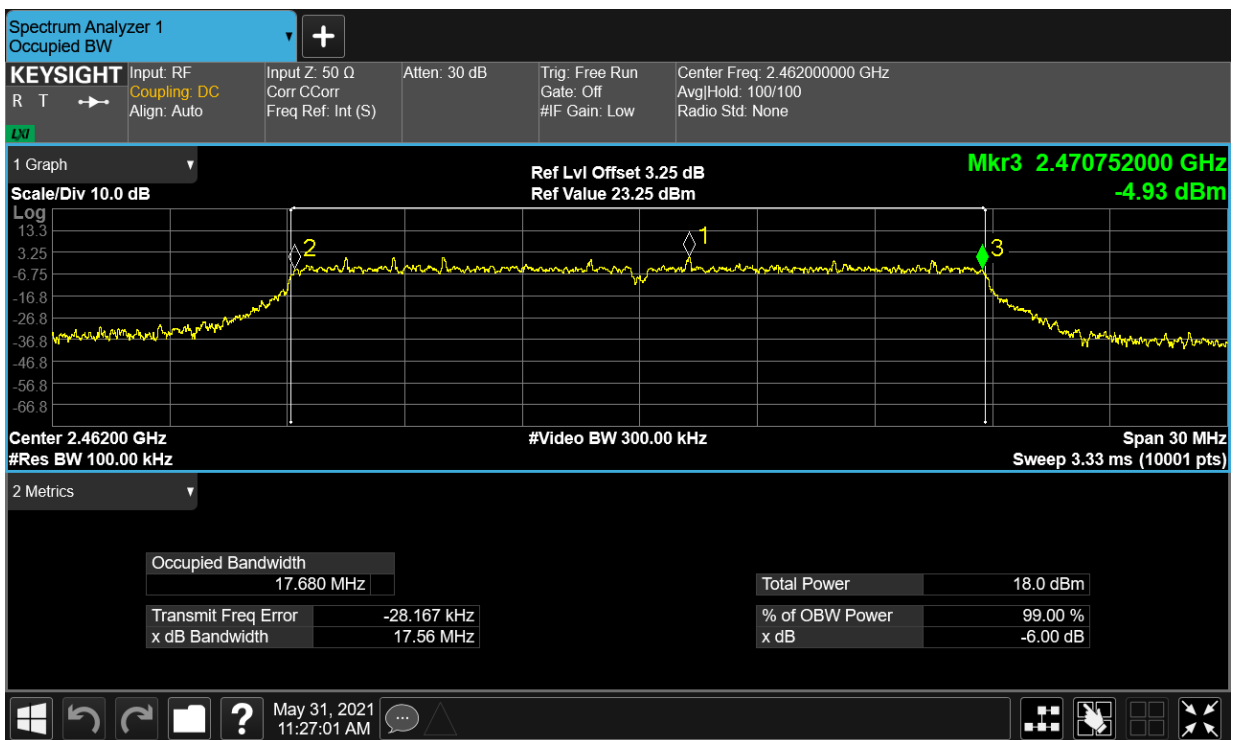 Spectrum Analyzer 1
Occupied BW
+
KEYSIGHT
R T
LXI
Input: RF
Coupling: DC
Align: Auto
Input Z: 50 Ω
Corr CCorr
Freq Ref: Int (S)
Atten: 30 dB
Trig: Free Run
Gate: Off
#IF Gain: Low
Center Freq: 2.462000000 GHz
Avg|Hold: 100/100
Radio Std: None
1 Graph
Scale/Div 10.0 dB
Ref Lvl Offset 3.25 dB
Ref Value 23.25 dBm
Mkr3 2.470752000 GHz
-4.93 dBm
Log
13.3
3.25
-6.75
-16.8
-26.8
-36.8
-46.8
-56.8
-66.8
2
1
3
Center 2.46200 GHz
#Res BW 100.00 kHz
#Video BW 300.00 kHz
Span 30 MHz
Sweep 3.33 ms (10001 pts)
2 Metrics
Occupied Bandwidth
17.680 MHz
Transmit Freq Error -28.167 kHz
x dB Bandwidth 17.56 MHz
Total Power 18.0 dBm
% of OBW Power 99.00 %
x dB -6.00 dB
?
May 31, 2021
11:27:01 AM